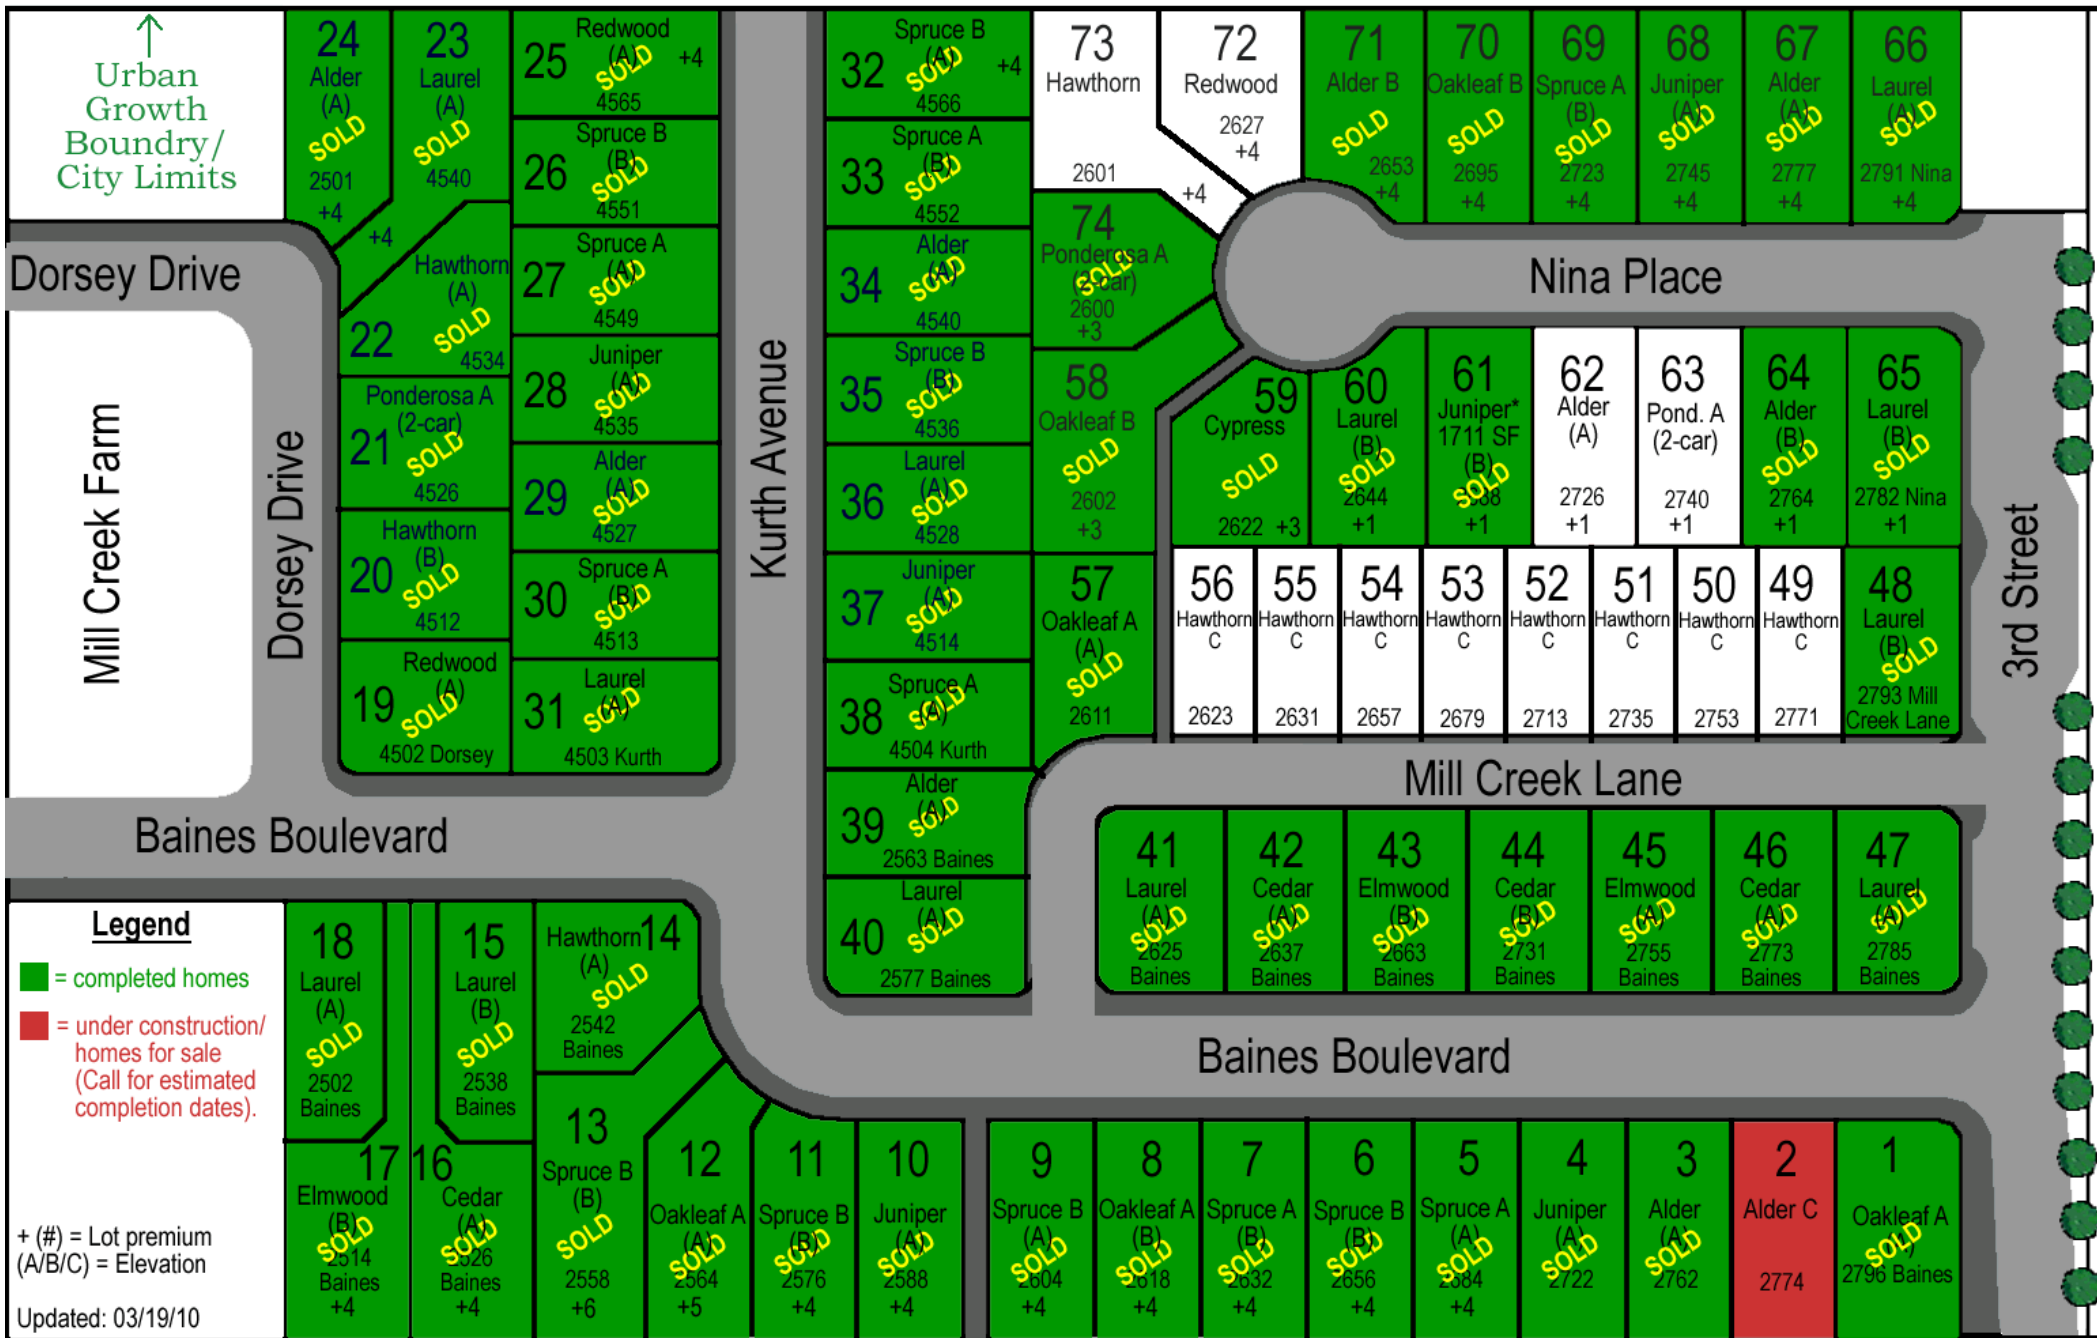 Urban
Growth
Boundry/
City Limits
24
Alder
(A)
SOLD
2501
+4
23
Laurel
(A)
SOLD
4540
+4
25
Redwood
(A)
SOLD
+4
4565
26
Spruce B
(B)
SOLD
4551
27
Spruce A
(A)
SOLD
4549
28
Juniper
(A)
SOLD
4535
29
Alder
(A)
SOLD
4527
30
Spruce A
(B)
SOLD
4513
31
Laurel
(A)
SOLD
4503 Kurth
22
Hawthorn
(A)
SOLD
4534
21
Ponderosa A
(2-car)
SOLD
4526
20
Hawthorn
(B)
SOLD
4512
19
Redwood
(A)
SOLD
4502 Dorsey
Dorsey Drive
Mill Creek Farm
Dorsey Drive
Kurth Avenue
Baines Boulevard
32
Spruce B
(A)
SOLD
+4
4566
33
Spruce A
(B)
SOLD
4552
34
Alder
(A)
SOLD
4540
35
Spruce B
(B)
SOLD
4536
36
Laurel
(A)
SOLD
4528
37
Juniper
(A)
SOLD
4514
38
Spruce A
(A)
SOLD
4504 Kurth
39
Alder
(A)
SOLD
2563 Baines
40
Laurel
(A)
SOLD
2577 Baines
73
Hawthorn
2601
+4
72
Redwood
2627
+4
71
Alder B
SOLD
2653
+4
70
Oakleaf B
SOLD
2695
+4
69
Spruce A
(B)
SOLD
2723
+4
68
Juniper
(A)
SOLD
2745
+4
67
Alder
(A)
SOLD
2777
+4
66
Laurel
(A)
SOLD
2791 Nina
+4
74
Ponderosa A
(2-car)
SOLD
2600
+3
Nina Place
58
Oakleaf B
SOLD
2602
+3
59
Cypress
SOLD
2622 +3
60
Laurel
(B)
SOLD
2644
+1
61
Juniper*
1711 SF
(B)
SOLD
+1
62
Alder
(A)
2726
+1
63
Pond. A
(2-car)
2740
+1
64
Alder
(B)
SOLD
2764
+1
65
Laurel
(B)
SOLD
2782 Nina
+1
57
Oakleaf A
(A)
SOLD
2611
56
Hawthorn
C
2623
55
Hawthorn
C
2631
54
Hawthorn
C
2657
53
Hawthorn
C
2679
52
Hawthorn
C
2713
51
Hawthorn
C
2735
50
Hawthorn
C
2753
49
Hawthorn
C
2771
48
Laurel
(B)
SOLD
2793 Mill
Creek Lane
3rd Street
Mill Creek Lane
41
Laurel
(A)
SOLD
2625
Baines
42
Cedar
(A)
SOLD
2637
Baines
43
Elmwood
(B)
SOLD
2663
Baines
44
Cedar
(B)
SOLD
2731
Baines
45
Elmwood
(A)
SOLD
2755
Baines
46
Cedar
(A)
SOLD
2773
Baines
47
Laurel
(A)
SOLD
2785
Baines
Baines Boulevard
Legend
= completed homes
= under construction/
homes for sale
(Call for estimated
completion dates).
+ (#) = Lot premium
(A/B/C) = Elevation
Updated: 03/19/10
18
Laurel
(A)
SOLD
2502
Baines
17
Elmwood
(B)
SOLD
2514
Baines
+4
16
Cedar
(A)
SOLD
2526
Baines
+4
15
Laurel
(B)
SOLD
2538
Baines
14
Hawthorn
(A)
SOLD
2542
Baines
13
Spruce B
(B)
SOLD
2558
+6
12
Oakleaf A
(A)
SOLD
2564
+5
11
Spruce B
(B)
SOLD
2576
+4
10
Juniper
(A)
SOLD
2588
+4
9
Spruce B
(A)
SOLD
2604
+4
8
Oakleaf A
(B)
SOLD
2618
+4
7
Spruce A
(B)
SOLD
2632
+4
6
Spruce B
(B)
SOLD
2656
+4
5
Spruce A
(A)
SOLD
2684
+4
4
Juniper
(A)
SOLD
2722
3
Alder
(A)
SOLD
2762
2
Alder C
2774
1
Oakleaf A
SOLD
2796 Baines